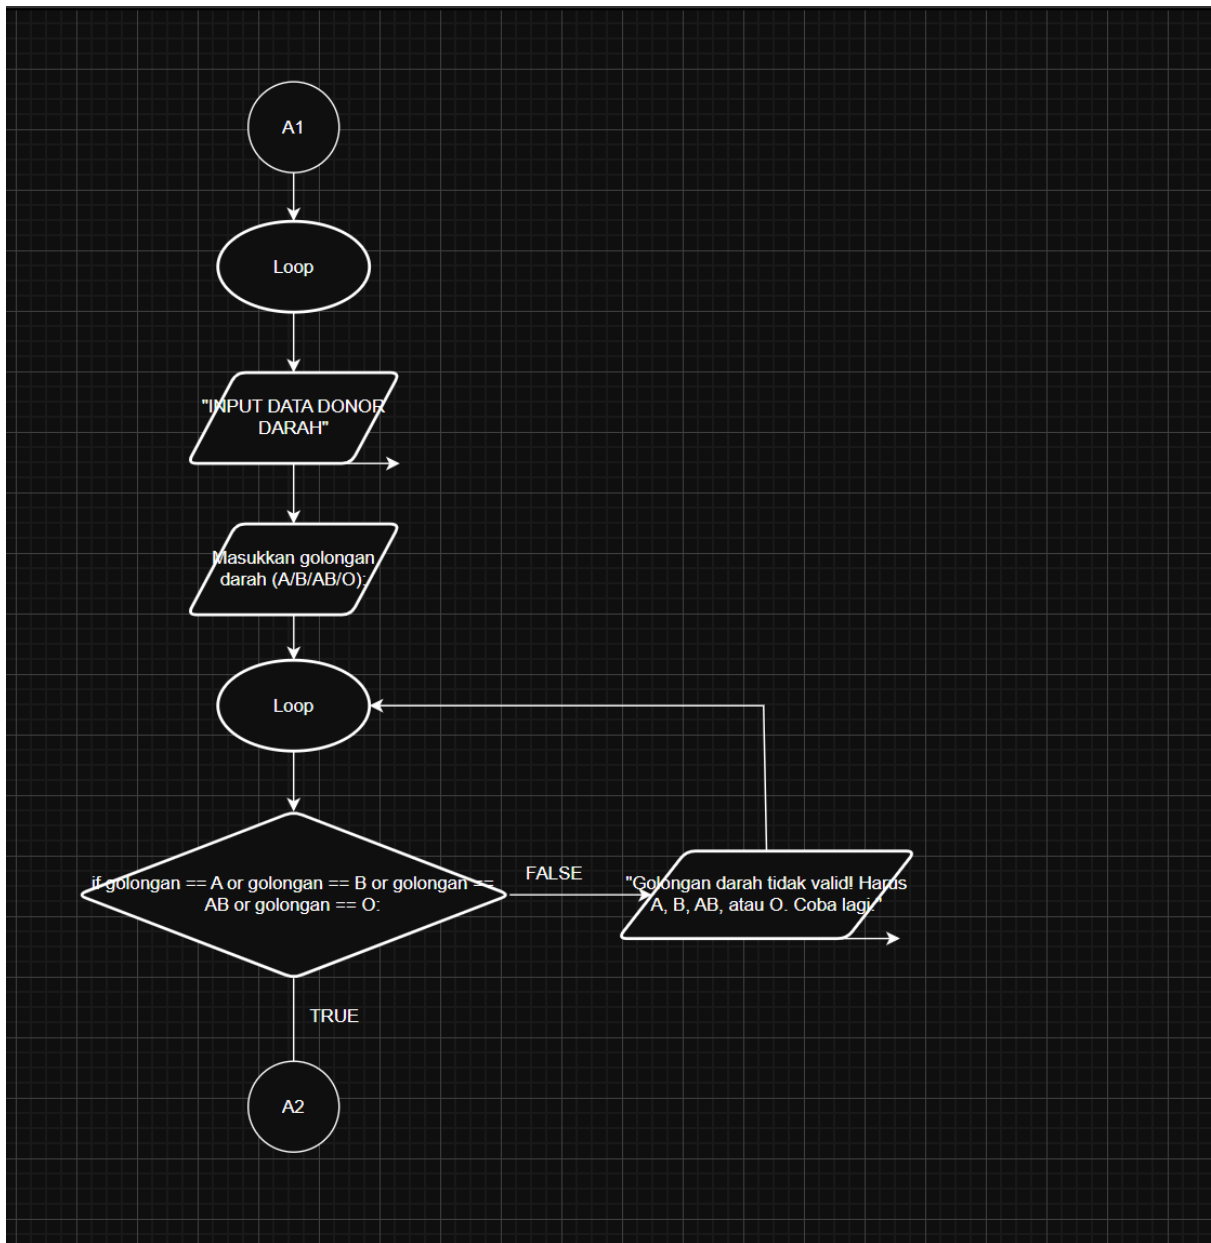 A1
Loop
"INPUT DATA DONOR
DARAH"
Masukkan golongan
darah (A/B/AB/O):
Loop
if golongan == A or golongan == B or golongan ==
AB or golongan == O:
FALSE
"Golongan darah tidak valid! Harus
A, B, AB, atau O. Coba lagi."
TRUE
A2